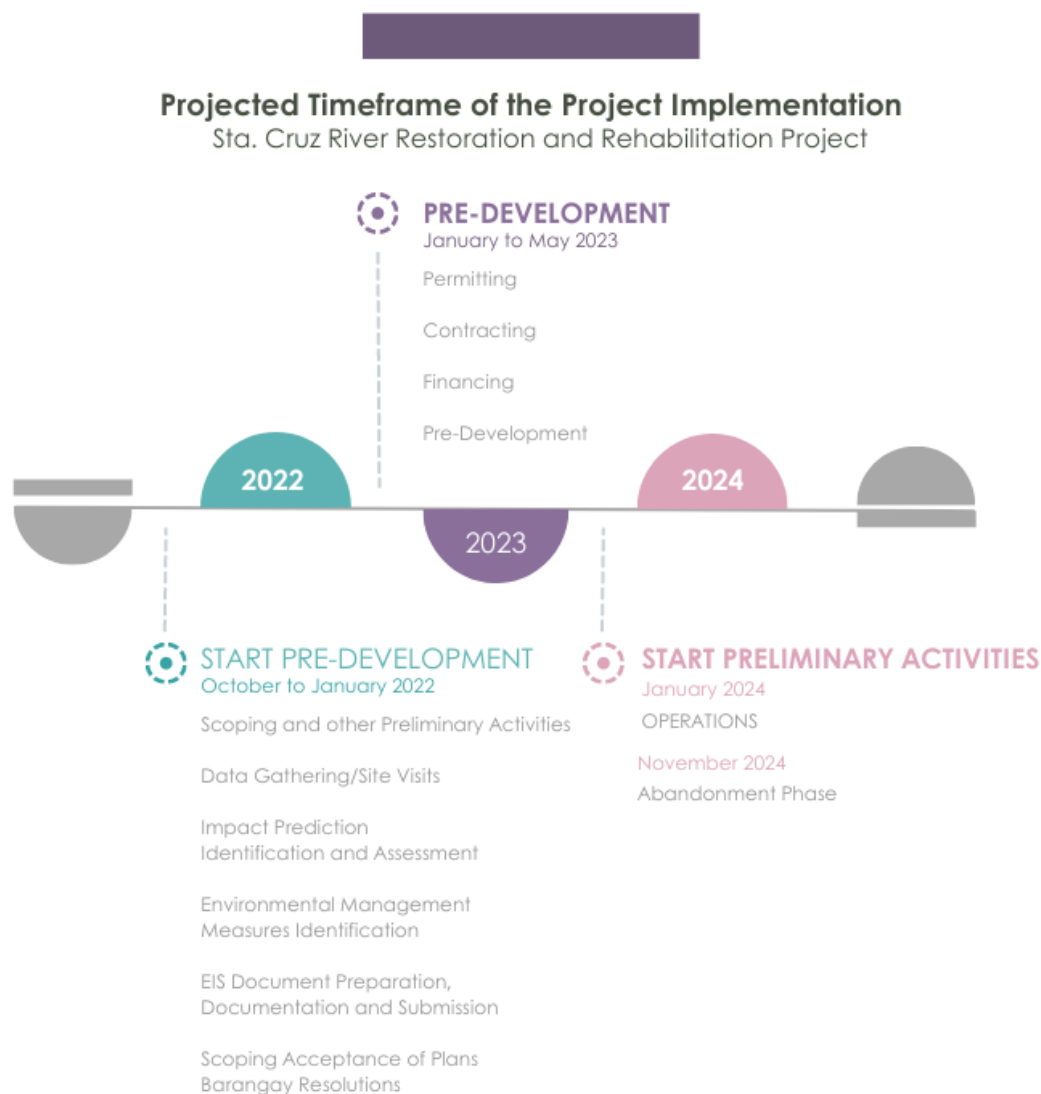 Projected Timeframe of the Project Implementation
Sta. Cruz River Restoration and Rehabilitation Project
PRE-DEVELOPMENT
January to May 2023
Permitting
Contracting
Financing
Pre-Development
2022
2023
2024
START PRE-DEVELOPMENT
October to January 2022
Scoping and other Preliminary Activities
Data Gathering/Site Visits
Impact Prediction
Identification and Assessment
Environmental Management
Measures Identification
EIS Document Preparation,
Documentation and Submission
Scoping Acceptance of Plans
Barangay Resolutions
START PRELIMINARY ACTIVITIES
January 2024
OPERATIONS
November 2024
Abandonment Phase